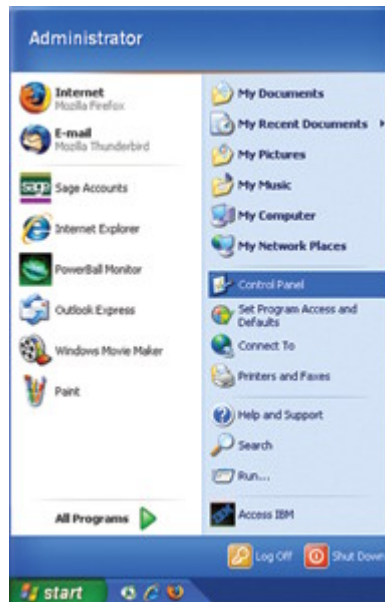 Administrator
Internet
Mozilla Firefox
E-mail
Mozilla Thunderbird
Sage Accounts
Internet Explorer
PowerBall Monitor
Outlook Express
Windows Movie Maker
Paint
All Programs
My Documents
My Recent Documents
My Pictures
My Music
My Computer
My Network Places
Control Panel
Set Program Access and
Defaults
Connect To
Printers and Faxes
Help and Support
Search
Run...
Access IBM
Log Off
Shut Down
start